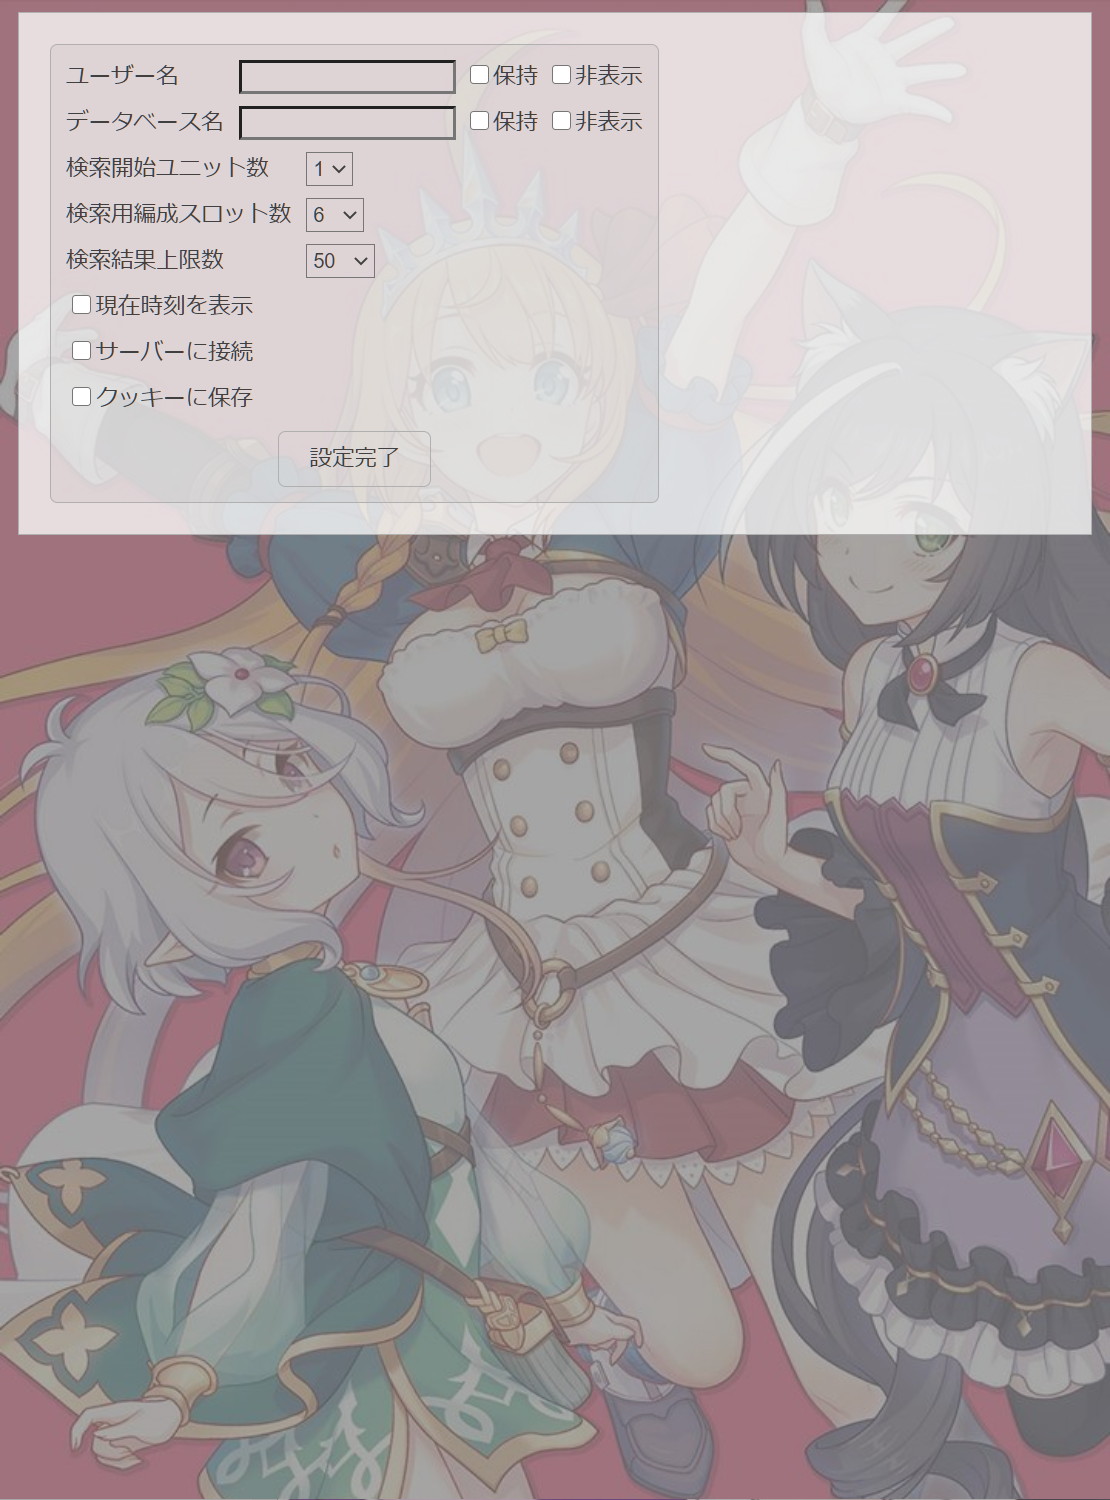 ユーザー名 保持 非表示
データベース名 保持 非表示
検索開始ユニット数 1
検索用編成スロット数 6
検索結果上限数 50
現在時刻を表示
サーバーに接続
クッキーに保存
設定完了